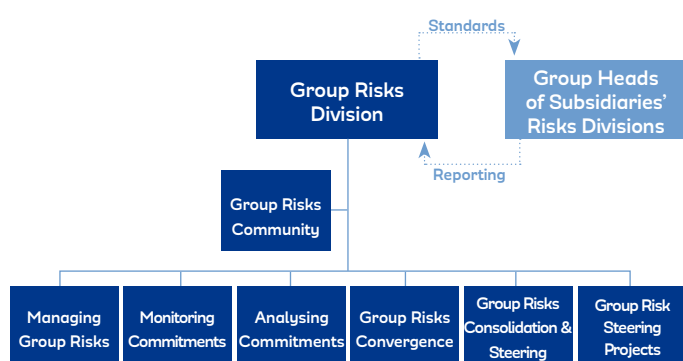 Standards
Group Risks
Division
Group Heads
of Subsidiaries’
Risks Divisions
Reporting
Group Risks
Community
Managing
Group Risks
Monitoring
Commitments
Analysing
Commitments
Group Risks
Convergence
Group Risks
Consolidation &
Steering
Group Risk
Steering
Projects